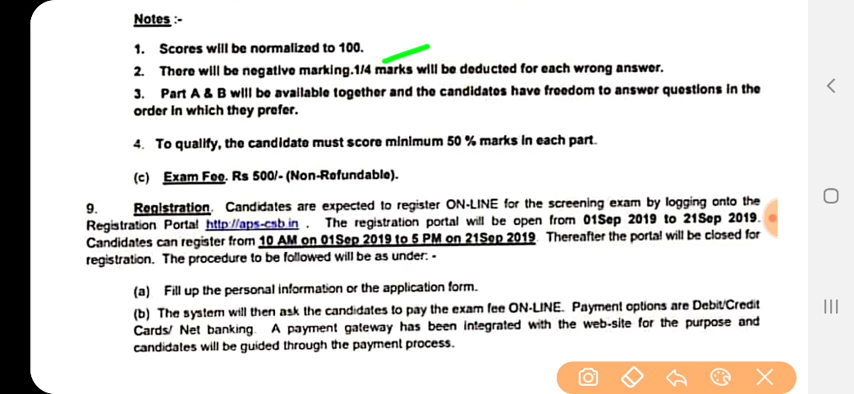 Notes :-
1. Scores will be normalized to 100.
2. There will be negative marking.1/4 marks will be deducted for each wrong answer.
3. Part A & B will be available together and the candidates have freedom to answer questions in the
order in which they prefer.
4. To qualify, the candidate must score minimum 50 % marks in each part.
(c) Exam Fee. Rs 500/- (Non-Refundable).
9. Registration. Candidates are expected to register ON-LINE for the screening exam by logging onto the
Registration Portal http://aps-csb.in . The registration portal will be open from 01Sep 2019 to 21Sep 2019.
Candidates can register from 10 AM on 01Sep 2019 to 5 PM on 21Sep 2019. Thereafter the portal will be closed for
registration. The procedure to be followed will be as under: -
(a) Fill up the personal information or the application form.
(b) The system will then ask the candidates to pay the exam fee ON-LINE. Payment options are Debit/Credit
Cards/ Net banking. A payment gateway has been integrated with the web-site for the purpose and
candidates will be guided through the payment process.